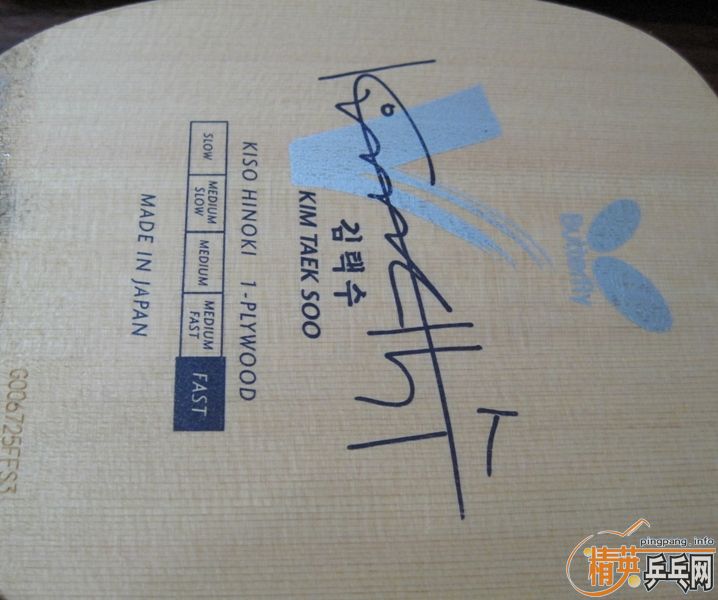 Butterfly
김택수
KIM TAEK SOO
KISO HINOKI 1-PLYWOOD
SLOW
MEDIUM SLOW
MEDIUM
MEDIUM FAST
FAST
MADE IN JAPAN
G006725FFS3
pingpang.info
精英乒乓网